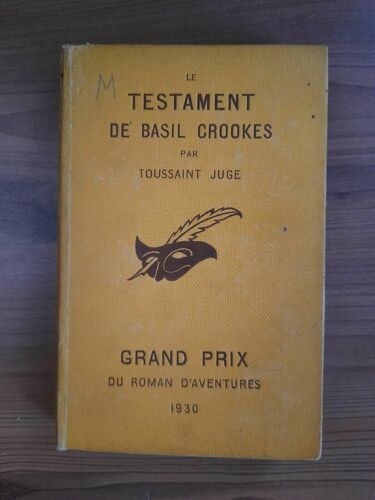 M
LE
TESTAMENT
DE BASIL CROOKES
PAR
TOUSSAINT JUGE
GRAND PRIX
DU ROMAN D'AVENTURES
1930